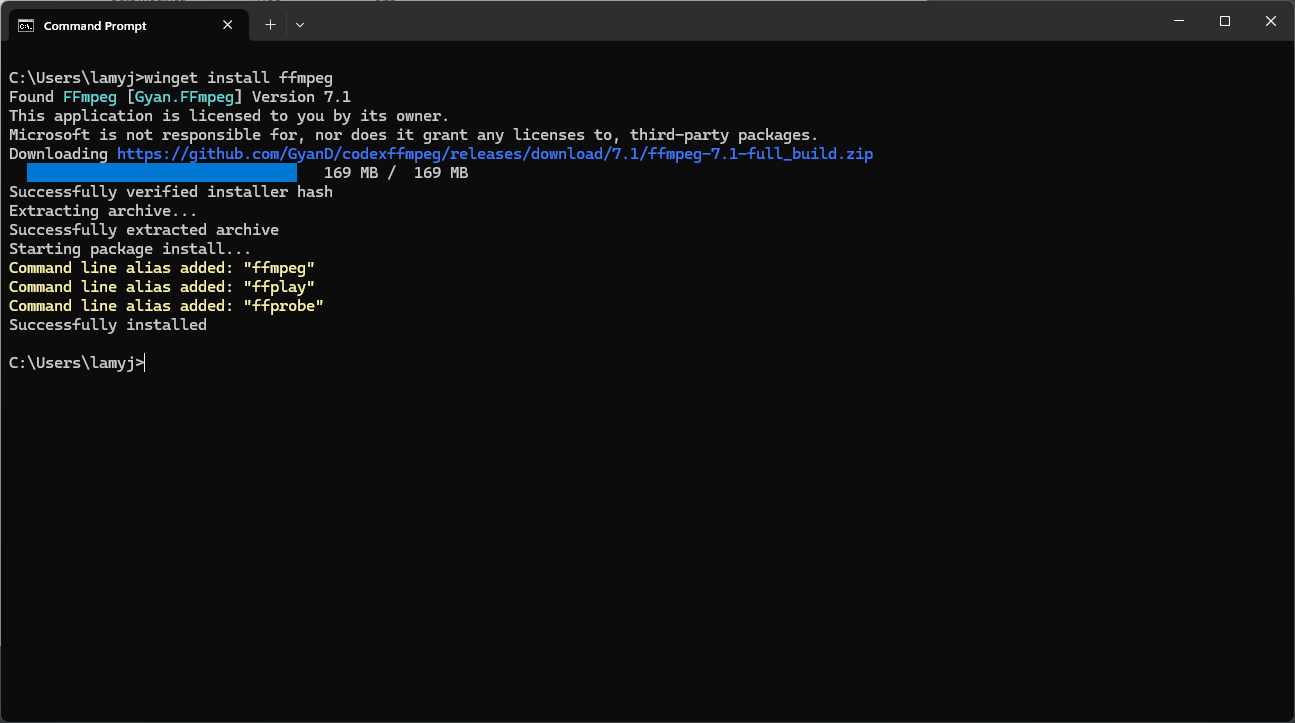 Command Prompt
C:\Users\lamyj>winget install ffmpeg
Found FFmpeg [Gyan.FFmpeg] Version 7.1
This application is licensed to you by its owner.
Microsoft is not responsible for, nor does it grant any licenses to, third-party packages.
Downloading https://github.com/GyanD/codexffmpeg/releases/download/7.1/ffmpeg-7.1-full_build.zip
169 MB / 169 MB
Successfully verified installer hash
Extracting archive...
Successfully extracted archive
Starting package install...
Command line alias added: "ffmpeg"
Command line alias added: "ffplay"
Command line alias added: "ffprobe"
Successfully installed
C:\Users\lamyj>